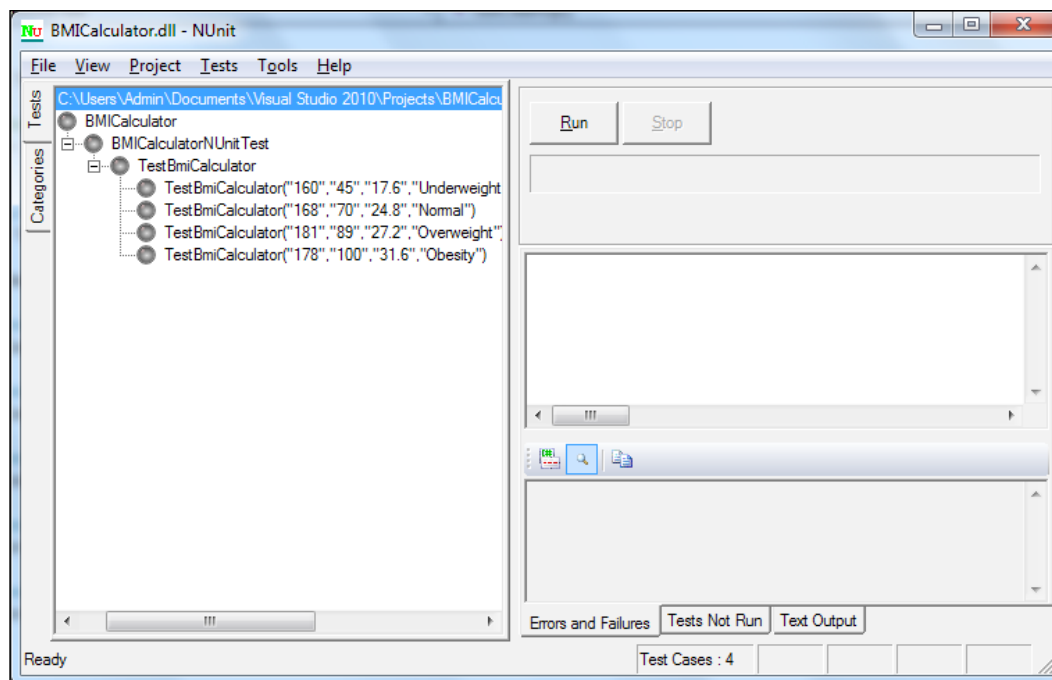 NU BMICalculator.dll - NUnit
File View Project Tests Tools Help
Tests
Categories
C:\Users\Admin\Documents\Visual Studio 2010\Projects\BMICalcu
BMICalculator
BMICalculatorNUnitTest
TestBmiCalculator
TestBmiCalculator("160","45","17.6","Underweight
TestBmiCalculator("168","70","24.8","Normal")
TestBmiCalculator("181","89","27.2","Overweight")
TestBmiCalculator("178","100","31.6","Obesity")
Run Stop
Errors and Failures Tests Not Run Text Output
Ready Test Cases : 4